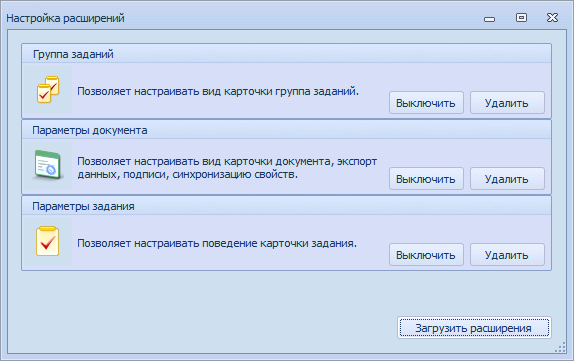 Настройка расширений
Группа заданий
Позволяет настраивать вид карточки группа заданий.
Выключить
Удалить
Параметры документа
Позволяет настраивать вид карточки документа, экспорт
данных, подписи, синхронизацию свойств.
Выключить
Удалить
Параметры задания
Позволяет настраивать поведение карточки задания.
Выключить
Удалить
Загрузить расширения